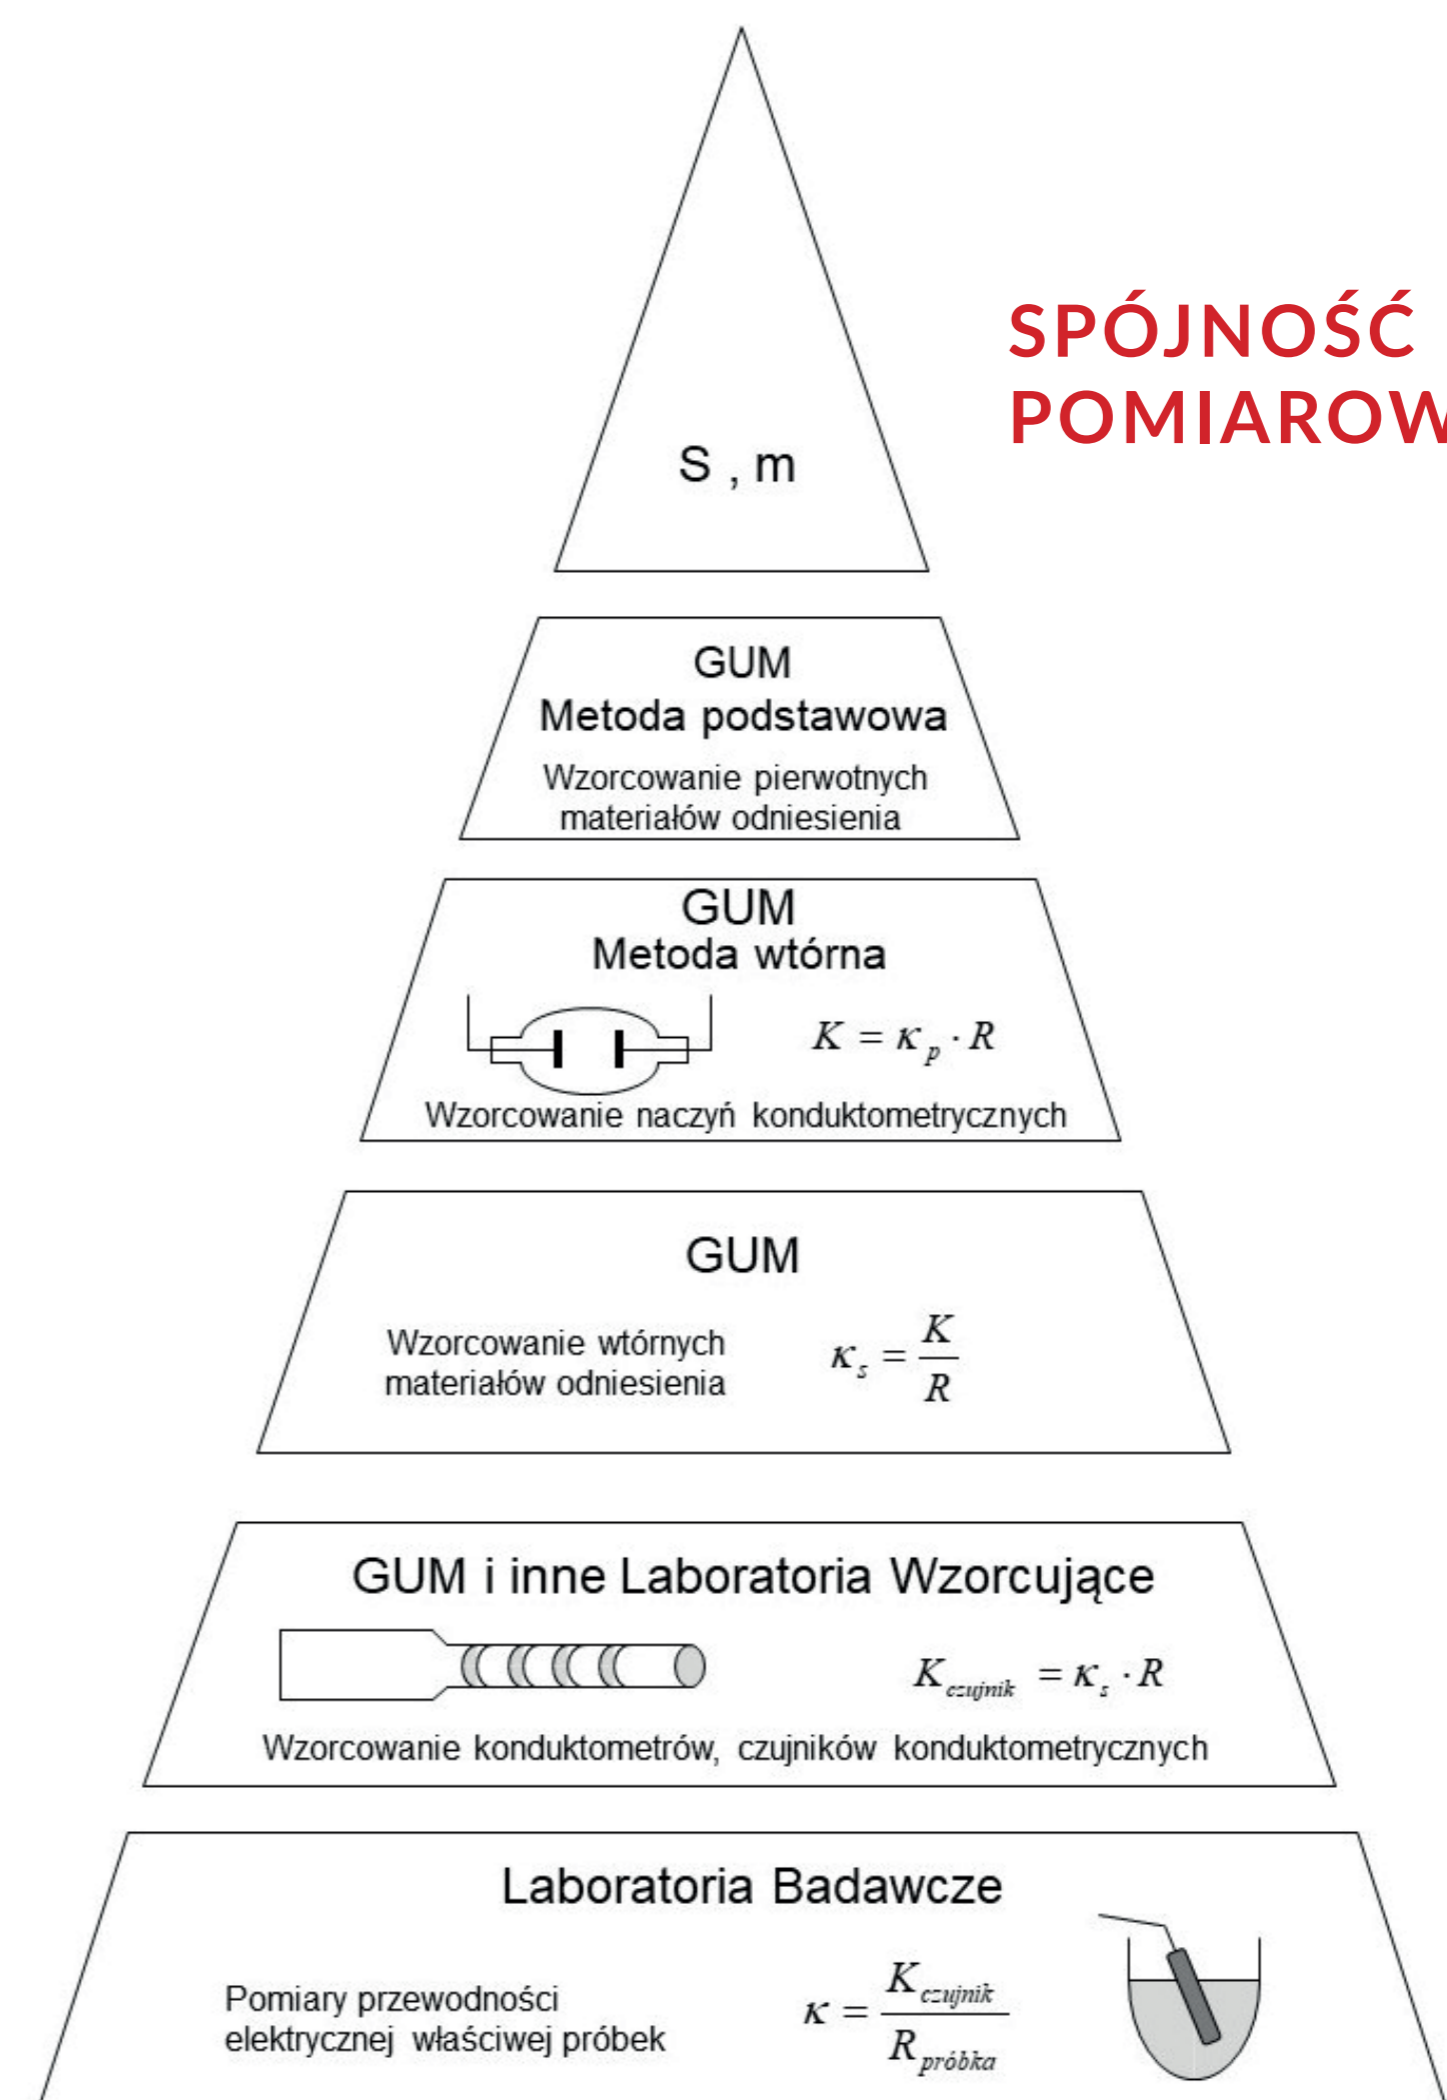 S , m
SPÓJNOŚĆ
POMIAROW
GUM
Metoda podstawowa
Wzorcowanie pierwotnych
materiałów odniesienia
GUM
Metoda wtórna
K = κp · R
Wzorcowanie naczyń konduktometrycznych
GUM
Wzorcowanie wtórnych
materiałów odniesienia
κs = K / R
GUM i inne Laboratoria Wzorcujące
Kczujnik = κs · R
Wzorcowanie konduktometrów, czujników konduktometrycznych
Laboratoria Badawcze
Pomiary przewodności
elektrycznej właściwej próbek
κ = Kczujnik / Rpróbka